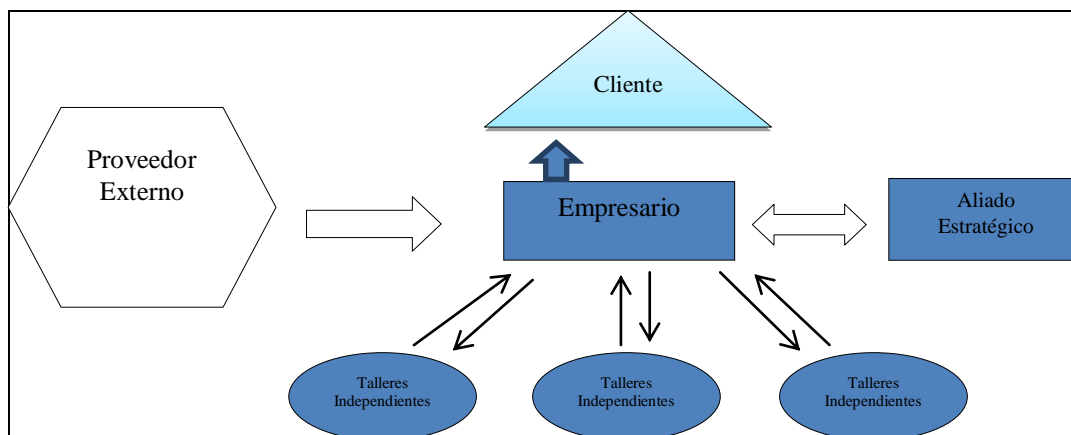 Cliente
Proveedor
Externo
Empresario
Aliado
Estratégico
Talleres
Independientes
Talleres
Independientes
Talleres
Independientes